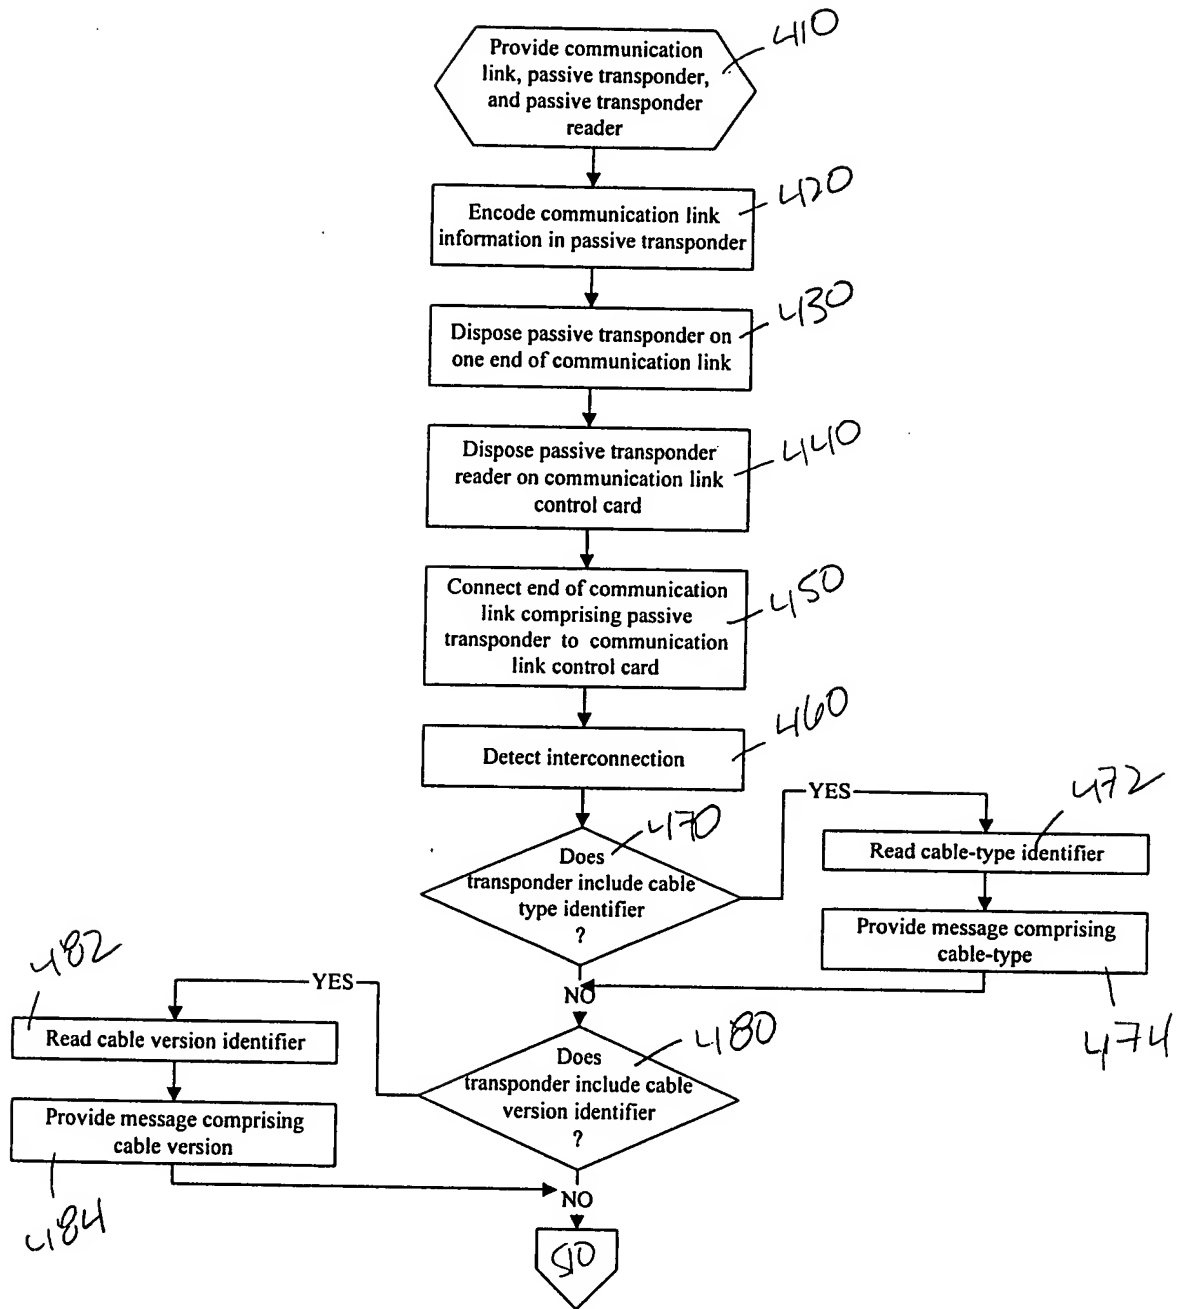 Provide communication
link, passive transponder,
and passive transponder
reader
410
Encode communication link
information in passive transponder
420
Dispose passive transponder on
one end of communication link
430
Dispose passive transponder
reader on communication link
control card
440
Connect end of communication
link comprising passive
transponder to communication
link control card
450
Detect interconnection
460
Does
transponder include cable
type identifier
?
470
YES
Read cable-type identifier
472
Provide message comprising
cable-type
474
NO
Does
transponder include cable
version identifier
?
480
YES
Read cable version identifier
482
Provide message comprising
cable version
484
NO
510